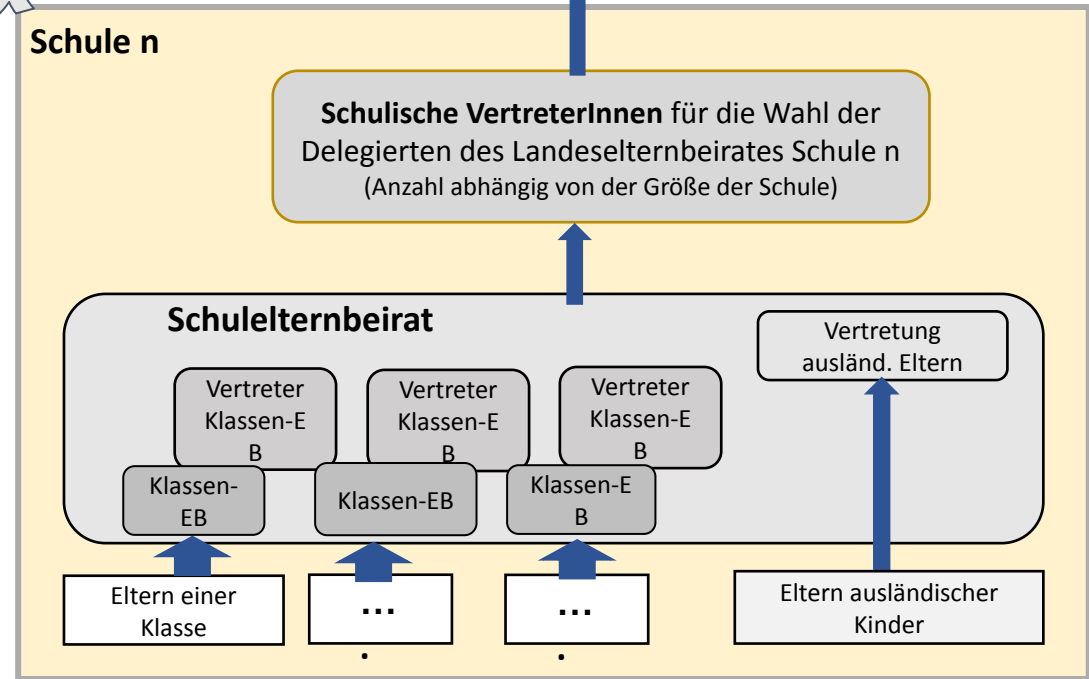 Schule n
Schulische VertreterInnen für die Wahl der
Delegierten des Landeselternbeirates Schule n
(Anzahl abhängig von der Größe der Schule)
Schulelternbeirat
Vertretung
ausländ. Eltern
Vertreter
Klassen-E
B
Vertreter
Klassen-E
B
Vertreter
Klassen-E
B
Klassen-
EB
Klassen-EB
Klassen-E
B
Eltern einer
Klasse
...
.
...
.
Eltern ausländischer
Kinder